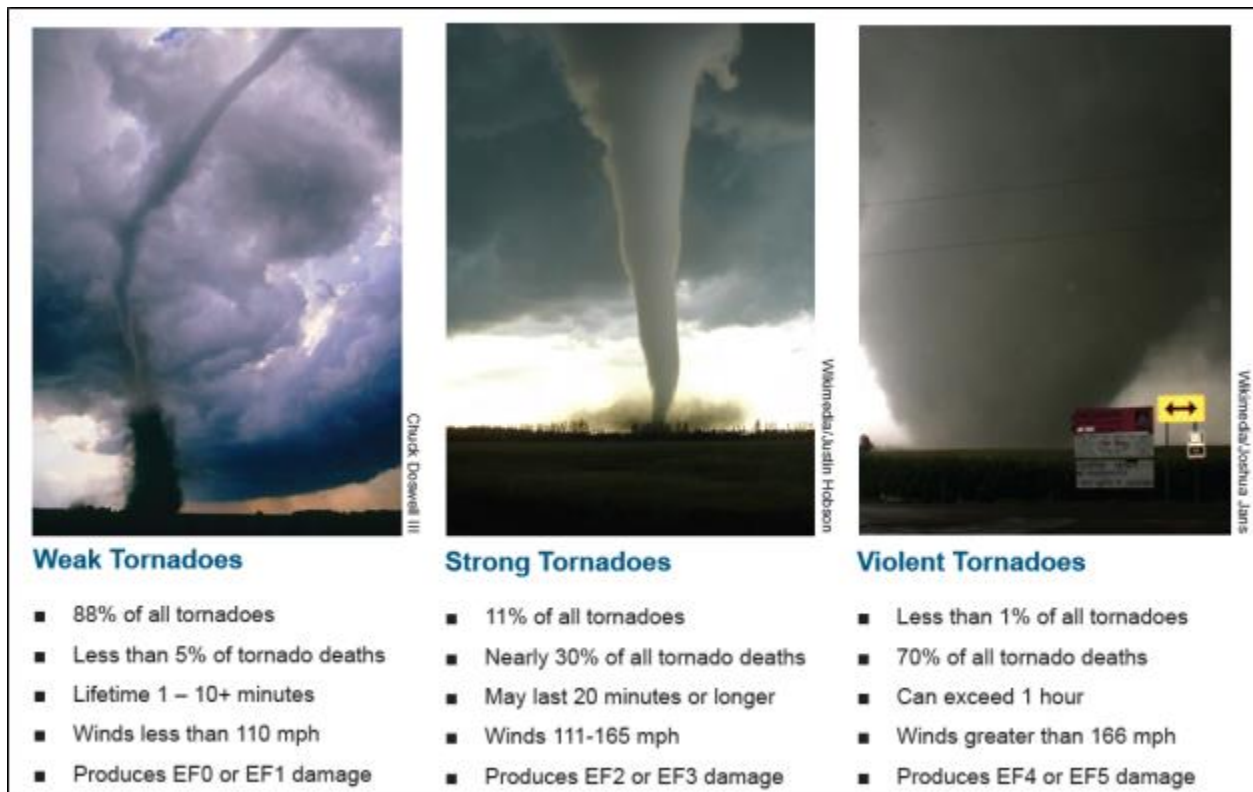 Chuck Doswell III
Wikimedia/Justin Hobson
Wikimedia/Joshua Jans
Weak Tornadoes
■ 88% of all tornadoes
■ Less than 5% of tornado deaths
■ Lifetime 1 – 10+ minutes
■ Winds less than 110 mph
■ Produces EF0 or EF1 damage
Strong Tornadoes
■ 11% of all tornadoes
■ Nearly 30% of all tornado deaths
■ May last 20 minutes or longer
■ Winds 111-165 mph
■ Produces EF2 or EF3 damage
Violent Tornadoes
■ Less than 1% of all tornadoes
■ 70% of all tornado deaths
■ Can exceed 1 hour
■ Winds greater than 166 mph
■ Produces EF4 or EF5 damage